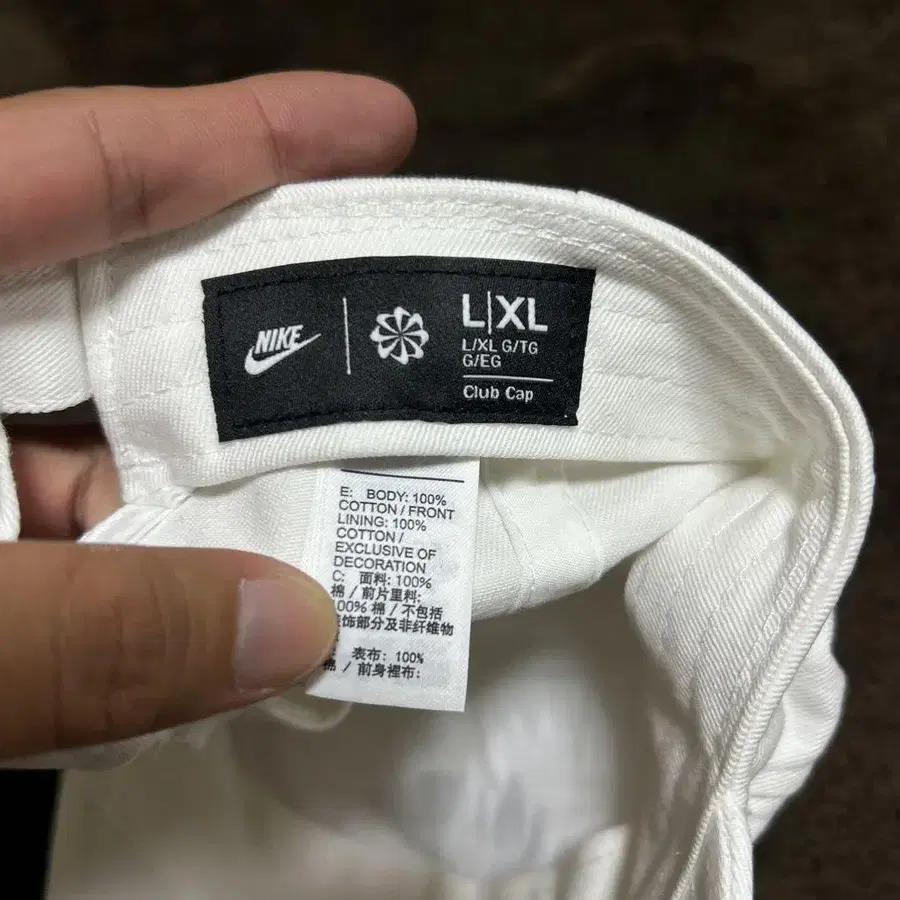 NIKE
L|XL
L/XL G/TG
G/EG
Club Cap
E: BODY: 100%
COTTON / FRONT
LINING: 100%
COTTON /
EXCLUSIVE OF
DECORATION
C: 面料: 100%
棉 / 前片里料:
100% 棉 / 不包括
饰部分及非纤维物
表布: 100%
棉 / 前身裡布: